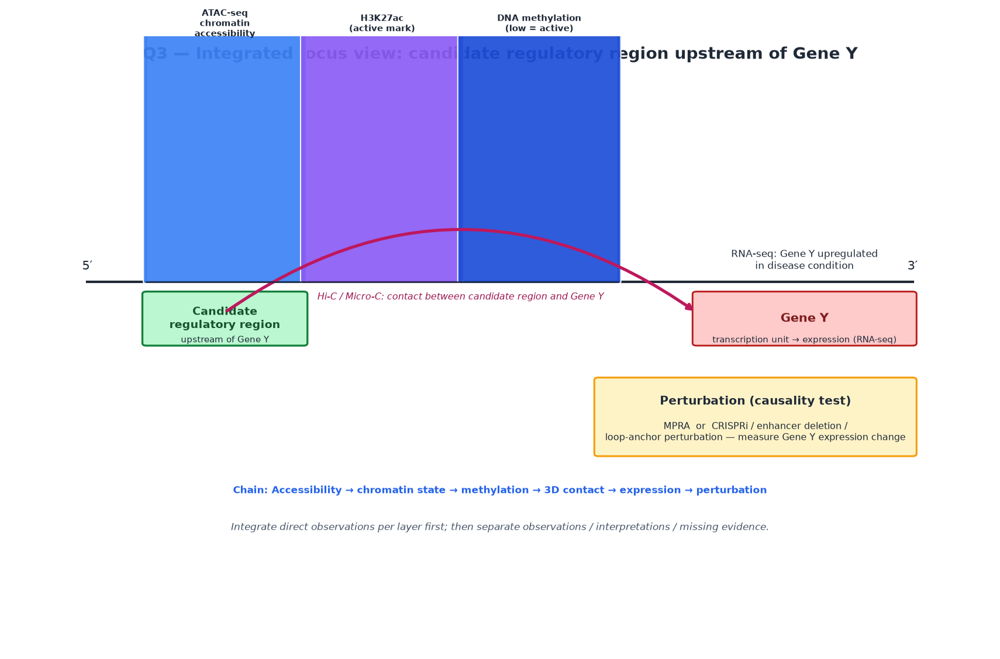 ATAC-seq
chromatin
accessibility
H3K27ac
(active mark)
DNA methylation
(low = active)
Q3 — Integrated locus view: candidate regulatory region upstream of Gene Y
RNA-seq: Gene Y upregulated
in disease condition
5′
3′
Hi-C / Micro-C: contact between candidate region and Gene Y
Candidate
regulatory region
upstream of Gene Y
Gene Y
transcription unit → expression (RNA-seq)
Perturbation (causality test)
MPRA or CRISPRi / enhancer deletion /
loop-anchor perturbation — measure Gene Y expression change
Chain: Accessibility → chromatin state → methylation → 3D contact → expression → perturbation
Integrate direct observations per layer first; then separate observations / interpretations / missing evidence.